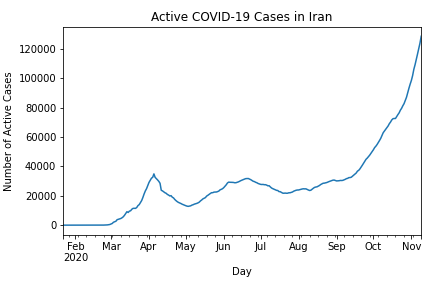 Active COVID-19 Cases in Iran
Number of Active Cases
120000
100000
80000
60000
40000
20000
0
Feb Mar Apr May Jun Jul Aug Sep Oct Nov
2020
Day